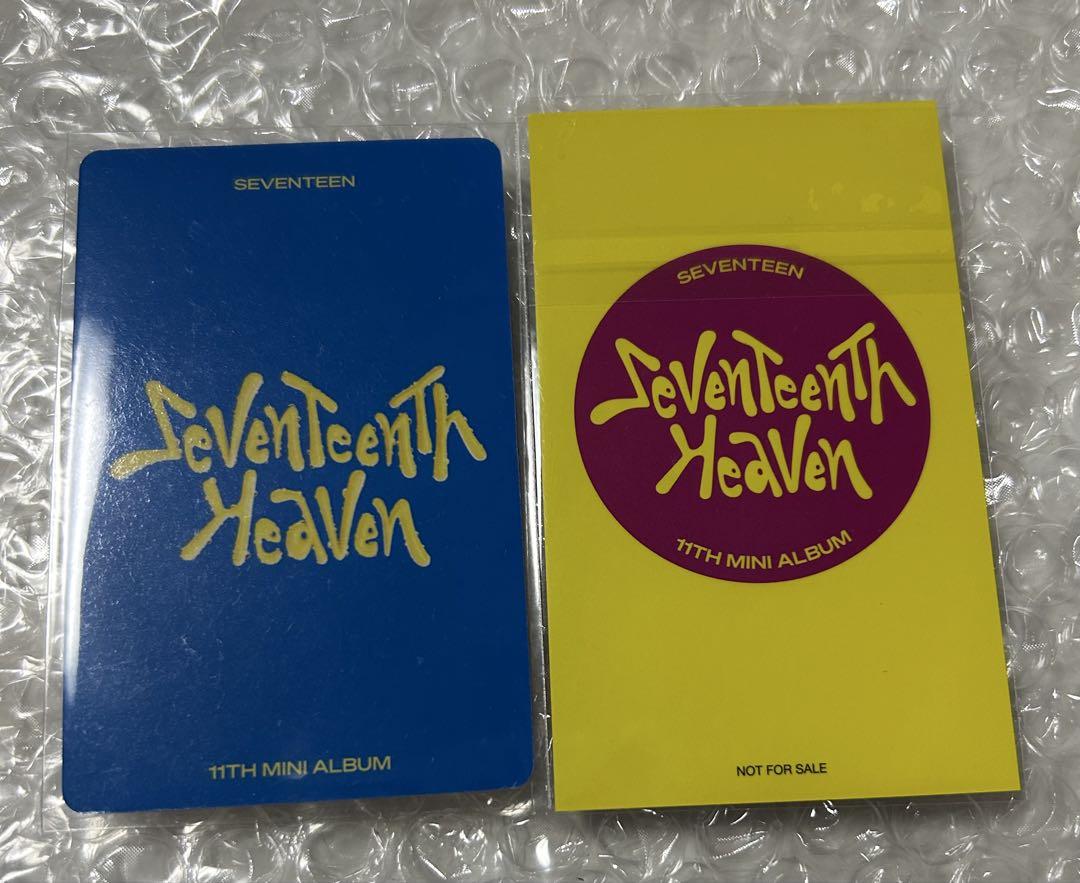 SEVENTEEN
SevenTeenTh
Heaven
11TH MINI ALBUM
SEVENTEEN
SevenTeenTh
Heaven
11TH MINI ALBUM
NOT FOR SALE